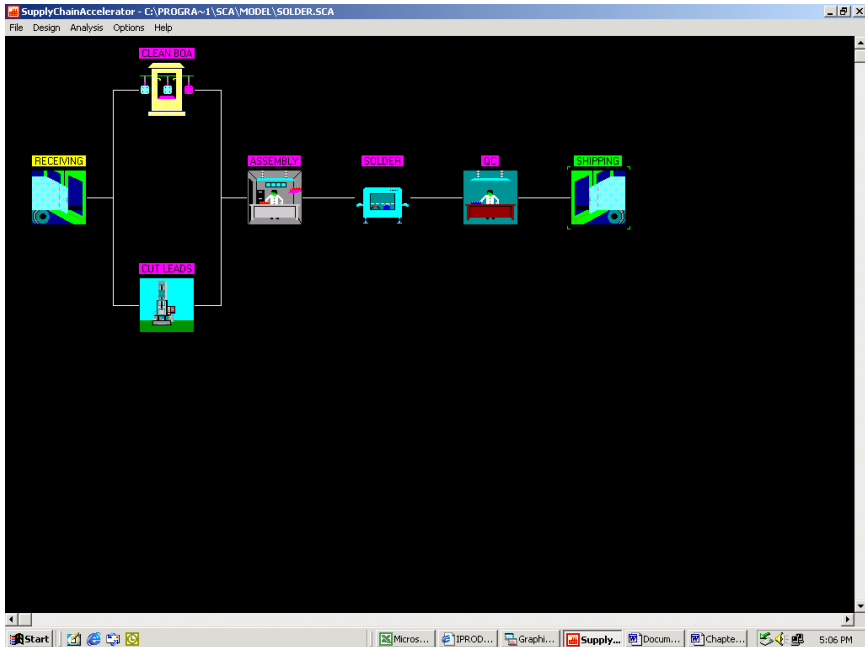 SupplyChainAccelerator - C:\PROGRA~1\SCA\MODEL\SOLDER.SCA
File Design Analysis Options Help
CLEAN BOA
RECEIVING
ASSEMBLY
SOLDER
QC
SHIPPING
CUT LEADS
Start
Micros...
IPROD...
Graphi...
Supply...
Docum...
Chapte...
5:06 PM